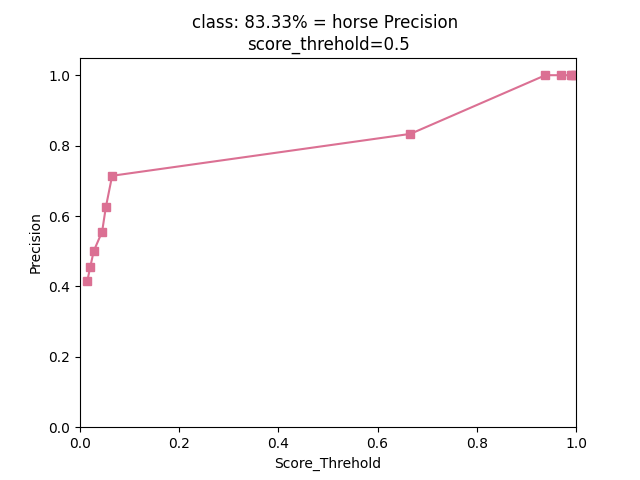 class: 83.33% = horse Precision
score_threhold=0.5
1.0
0.8
0.6
0.4
0.2
0.0
Precision
0.0 0.2 0.4 0.6 0.8 1.0
Score_Threhold